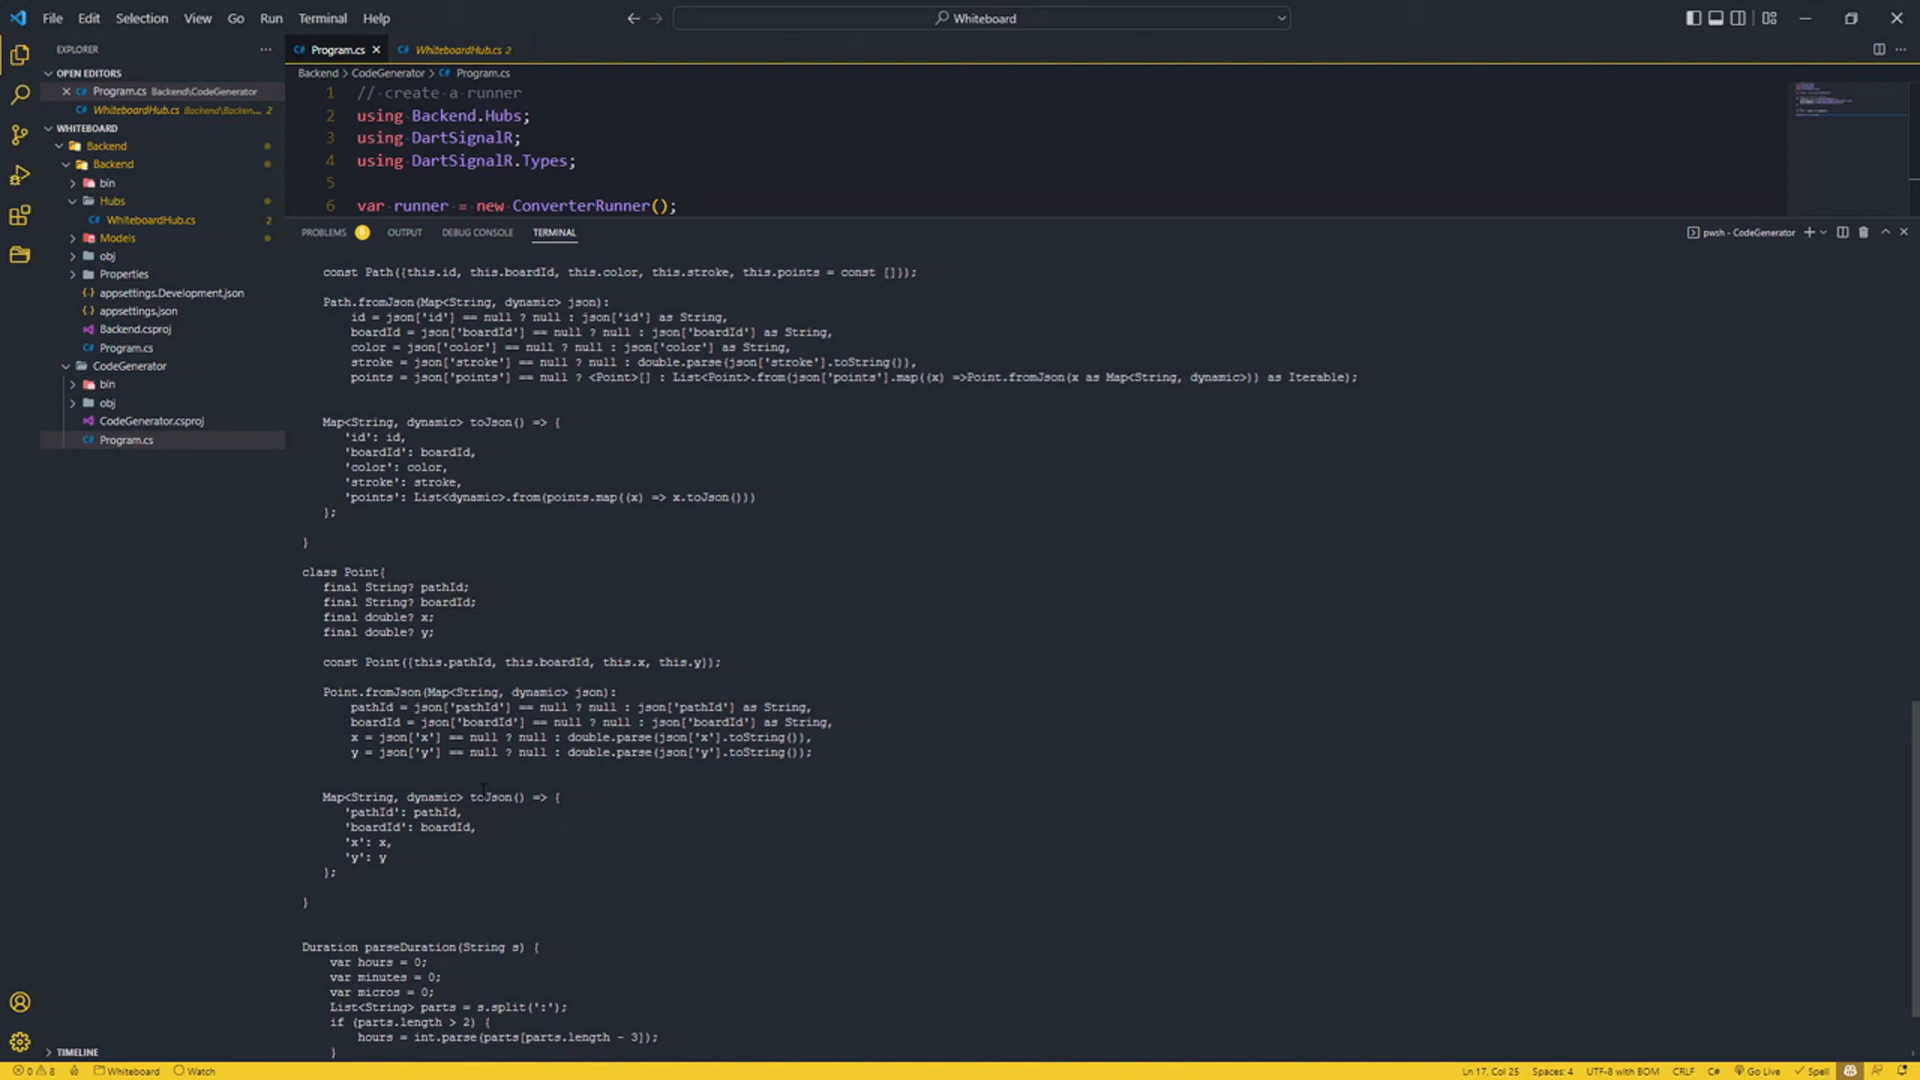 File Edit Selection View Go Run Terminal Help
Whiteboard
EXPLORER
OPEN EDITORS
Program.cs Backend\CodeGenerator
WhiteboardHub.cs Backend\Backen... 2
WHITEBOARD
Backend
Backend
bin
Hubs
WhiteboardHub.cs 2
Models
obj
Properties
appsettings.Development.json
appsettings.json
Backend.csproj
Program.cs
CodeGenerator
bin
obj
CodeGenerator.csproj
Program.cs
TIMELINE
Program.cs
WhiteboardHub.cs 2
Backend > CodeGenerator > Program.cs
1 // create a runner
2 using Backend.Hubs;
3 using DartSignalR;
4 using DartSignalR.Types;
5
6 var runner = new ConverterRunner();
PROBLEMS 8 OUTPUT DEBUG CONSOLE TERMINAL
pwsh - CodeGenerator
const Path({this.id, this.boardId, this.color, this.stroke, this.points = const []});
Path.fromJson(Map<String, dynamic> json):
id = json['id'] == null ? null : json['id'] as String,
boardId = json['boardId'] == null ? null : json['boardId'] as String,
color = json['color'] == null ? null : json['color'] as String,
stroke = json['stroke'] == null ? null : double.parse(json['stroke'].toString()),
points = json['points'] == null ? <Point>[] : List<Point>.from(json['points'].map((x) =>Point.fromJson(x as Map<String, dynamic>)) as Iterable);
Map<String, dynamic> toJson() => {
'id': id,
'boardId': boardId,
'color': color,
'stroke': stroke,
'points': List<dynamic>.from(points.map((x) => x.toJson()))
};
}
class Point{
final String? pathId;
final String? boardId;
final double? x;
final double? y;
const Point({this.pathId, this.boardId, this.x, this.y});
Point.fromJson(Map<String, dynamic> json):
pathId = json['pathId'] == null ? null : json['pathId'] as String,
boardId = json['boardId'] == null ? null : json['boardId'] as String,
x = json['x'] == null ? null : double.parse(json['x'].toString()),
y = json['y'] == null ? null : double.parse(json['y'].toString());
Map<String, dynamic> toJson() => {
'pathId': pathId,
'boardId': boardId,
'x': x,
'y': y
};
}
Duration parseDuration(String s) {
var hours = 0;
var minutes = 0;
var micros = 0;
List<String> parts = s.split(':');
if (parts.length > 2) {
hours = int.parse(parts[parts.length - 3]);
}
0 8 Whiteboard Watch
Ln 17, Col 25 Spaces: 4 UTF-8 with BOM CRLF C# Go Live Spell